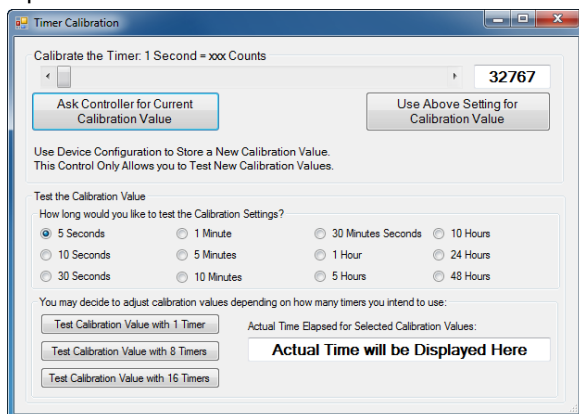 Timer Calibration
Calibrate the Timer: 1 Second = xxx Counts
32767
Ask Controller for Current
Calibration Value
Use Above Setting for
Calibration Value
Use Device Configuration to Store a New Calibration Value.
This Control Only Allows you to Test New Calibration Values.
Test the Calibration Value
How long would you like to test the Calibration Settings?
5 Seconds 1 Minute 30 Minutes Seconds 10 Hours
10 Seconds 5 Minutes 1 Hour 24 Hours
30 Seconds 10 Minutes 5 Hours 48 Hours
You may decide to adjust calibration values depending on how many timers you intend to use:
Test Calibration Value with 1 Timer
Actual Time Elapsed for Selected Calibration Values:
Test Calibration Value with 8 Timers
Actual Time will be Displayed Here
Test Calibration Value with 16 Timers